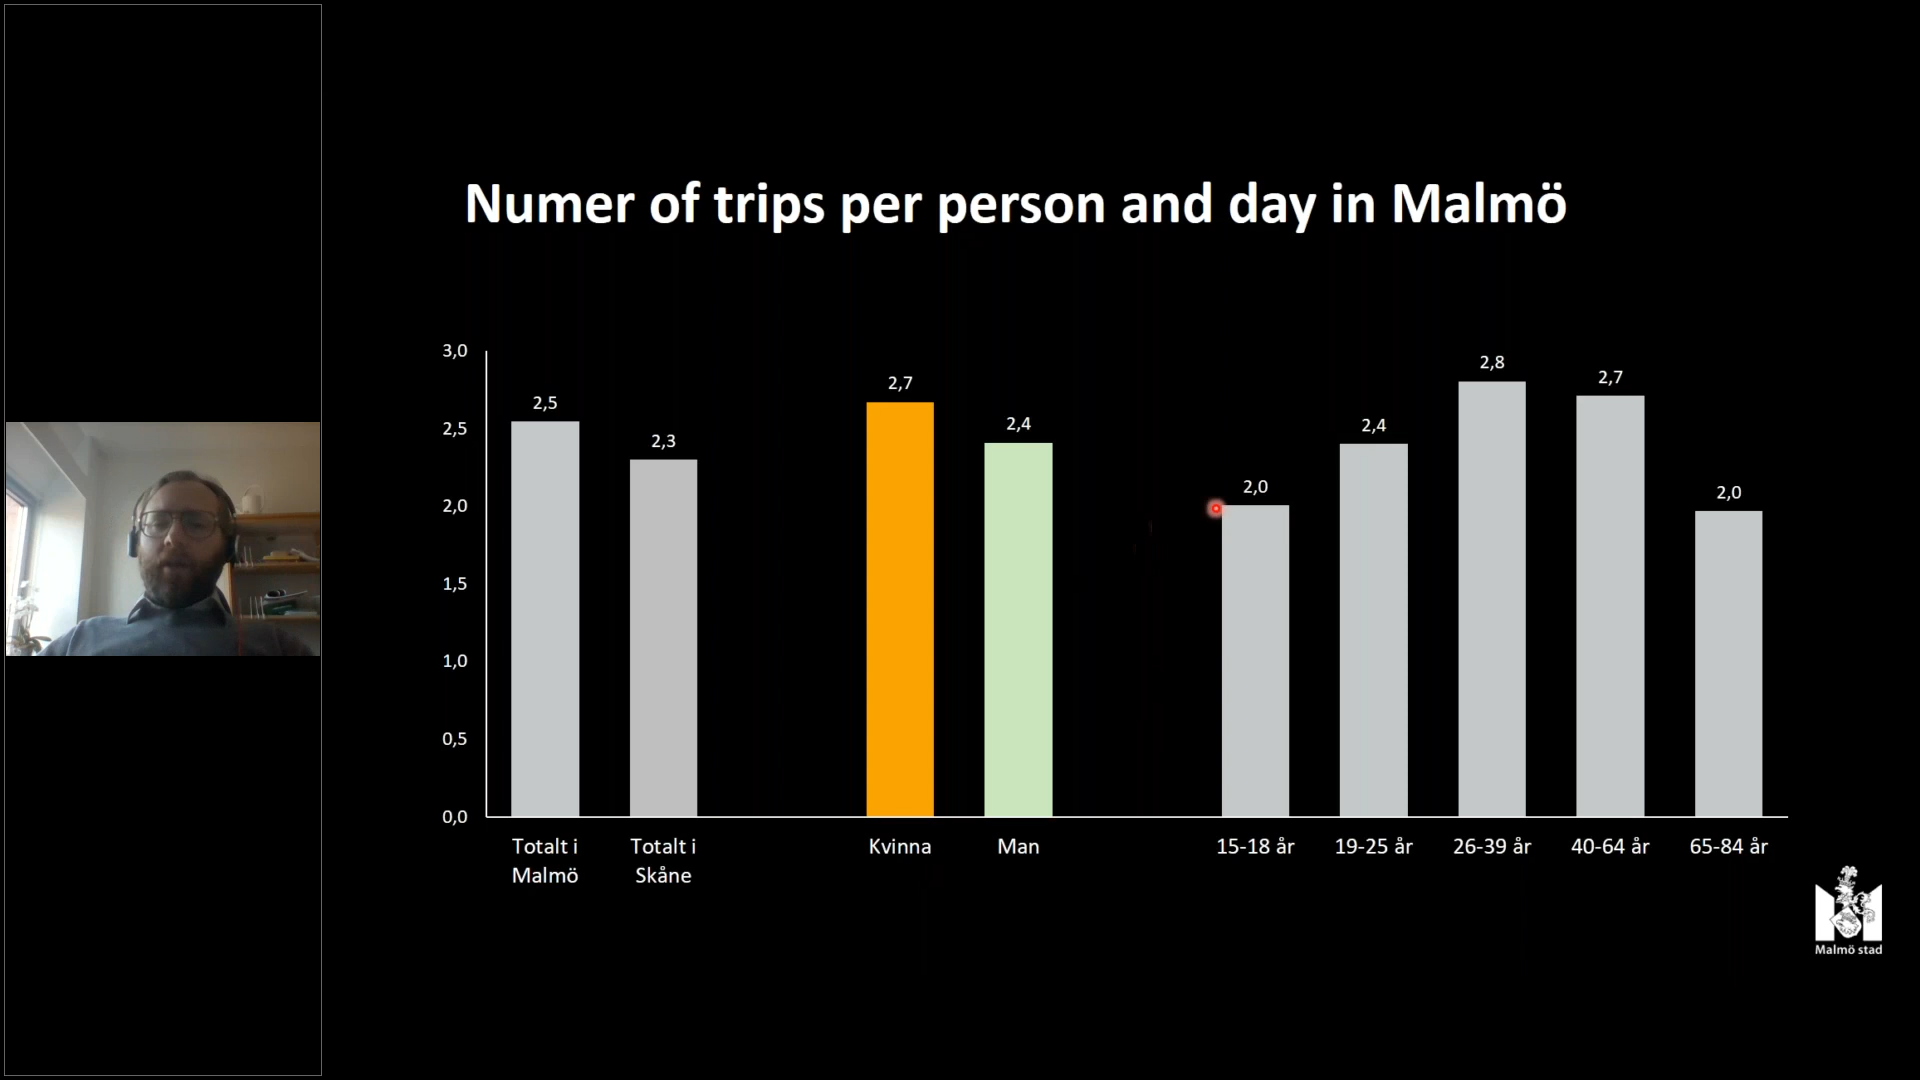 Numer of trips per person and day in Malmö
3,0
2,5
2,0
1,5
1,0
0,5
0,0
2,5
2,3
2,7
2,4
2,0
2,4
2,8
2,7
2,0
Totalt i
Malmö
Totalt i
Skåne
Kvinna
Man
15-18 år
19-25 år
26-39 år
40-64 år
65-84 år
Malmö stad